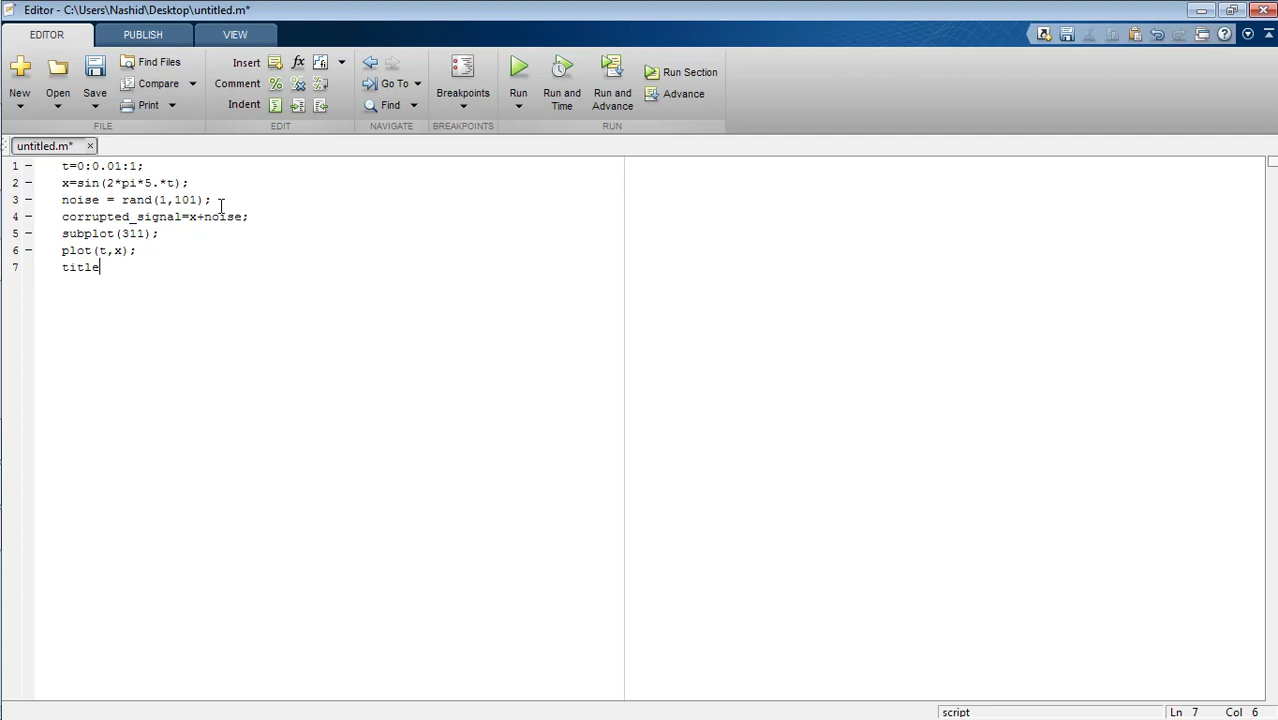 Editor - C:\Users\Nashid\Desktop\untitled.m*
EDITOR PUBLISH VIEW
Find Files Insert fx Go To Run Section
New Open Save Compare Comment Find Breakpoints Run Run and Time Run and Advance Advance
Print Indent
FILE EDIT NAVIGATE BREAKPOINTS RUN
untitled.m* ×
1 – t=0:0.01:1;
2 – x=sin(2*pi*5.*t);
3 – noise = rand(1,101);
4 – corrupted_signal=x+noise;
5 – subplot(311);
6 – plot(t,x);
7 title
script Ln 7 Col 6